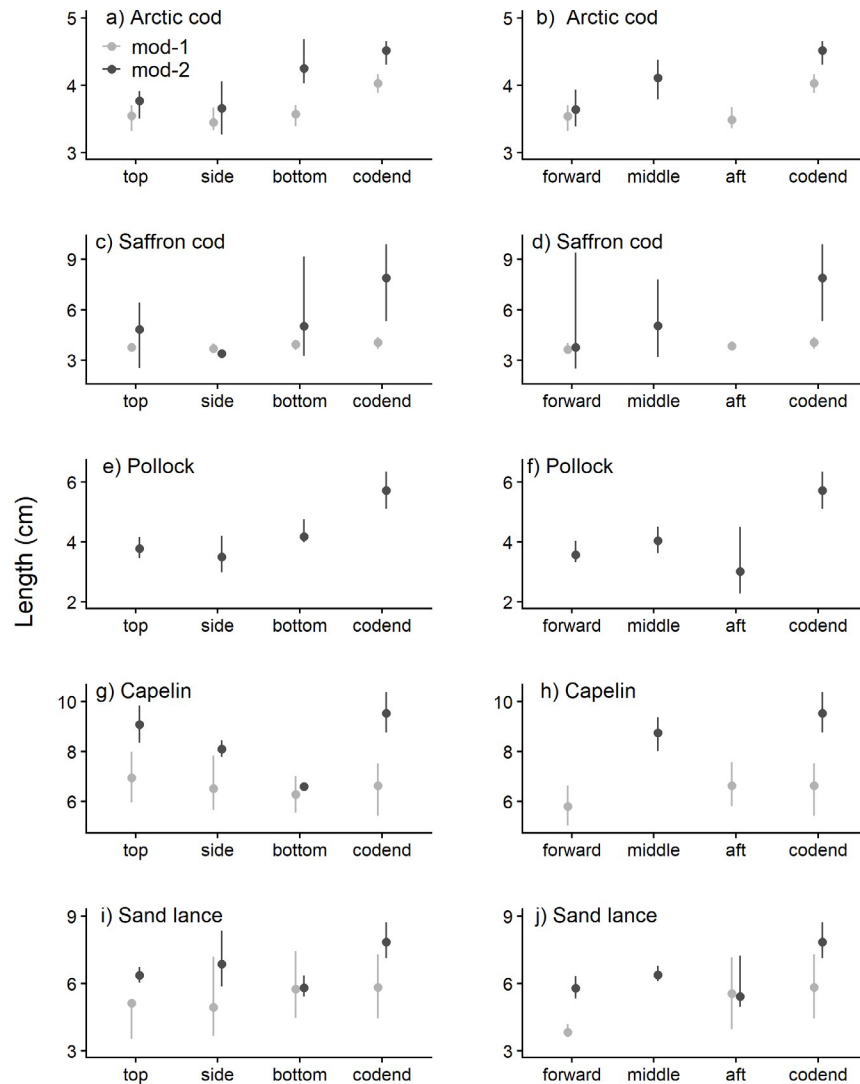 a) Arctic cod
mod-1
mod-2
5
4
3
top side bottom codend
b) Arctic cod
5
4
3
forward middle aft codend
c) Saffron cod
9
6
3
top side bottom codend
d) Saffron cod
9
6
3
forward middle aft codend
Length (cm)
e) Pollock
6
4
2
top side bottom codend
f) Pollock
6
4
2
forward middle aft codend
g) Capelin
10
8
6
top side bottom codend
h) Capelin
10
8
6
forward middle aft codend
i) Sand lance
9
6
3
top side bottom codend
j) Sand lance
9
6
3
forward middle aft codend